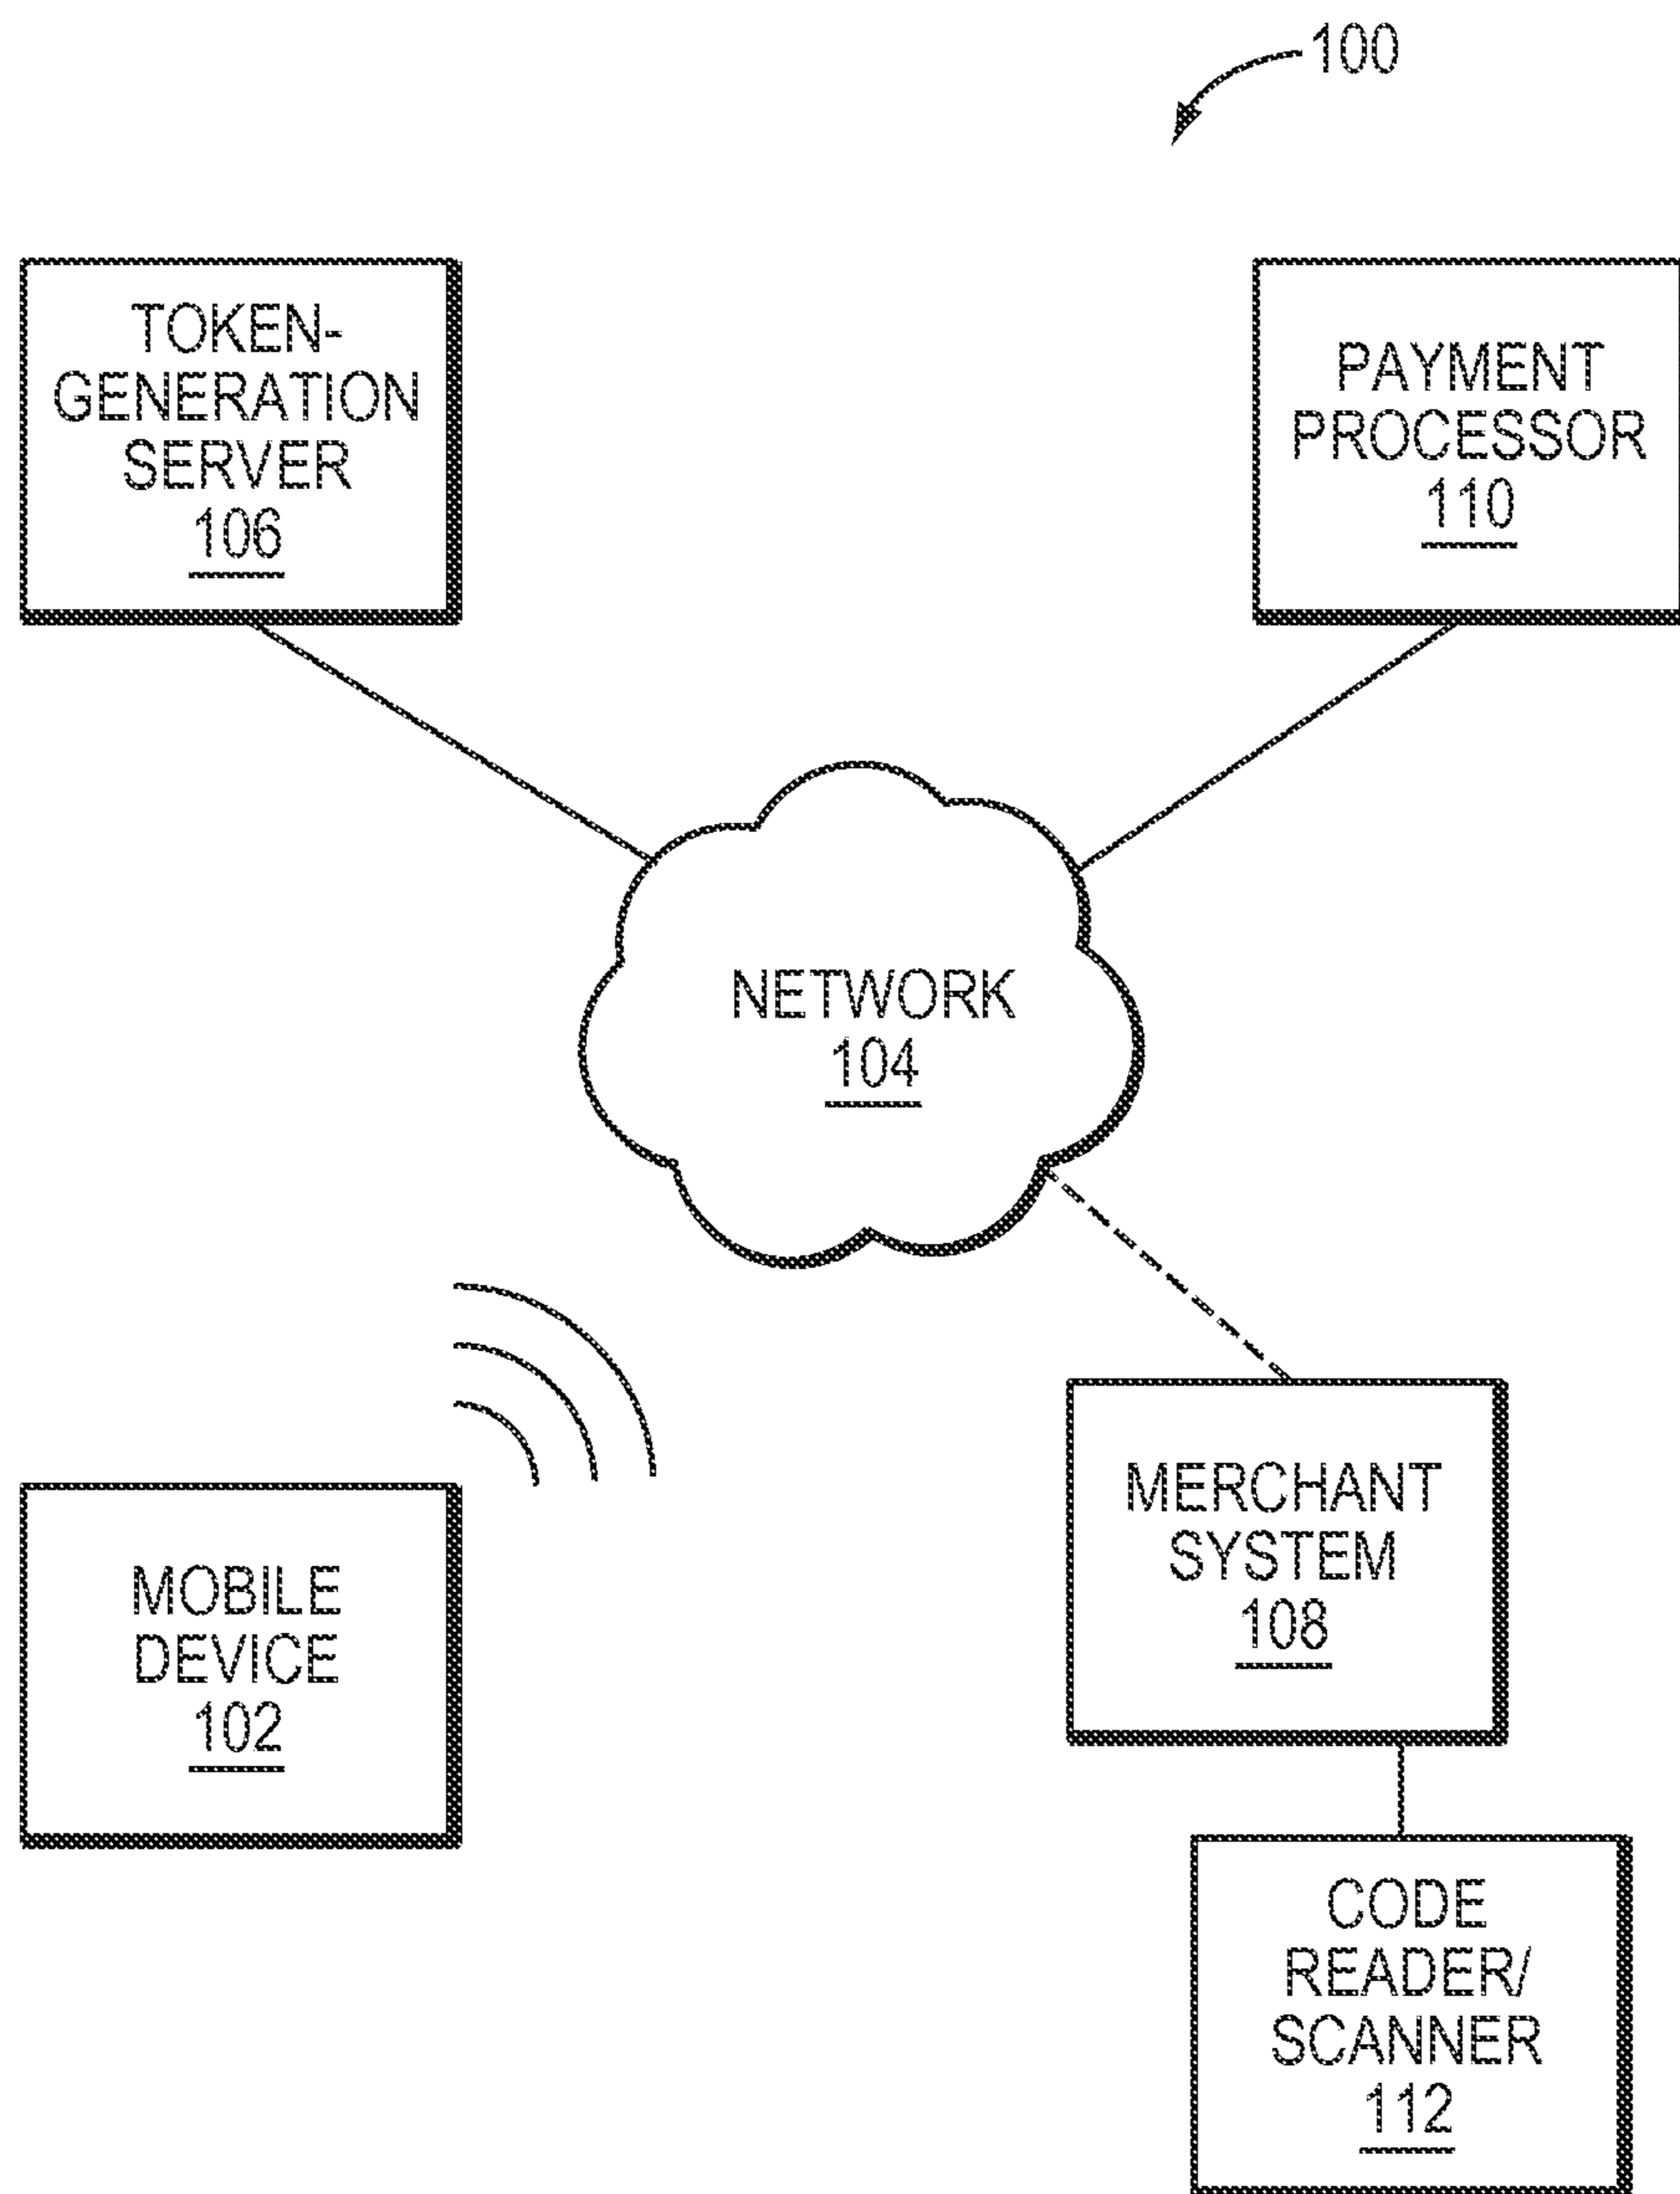 100
TOKEN-
GENERATION
SERVER
106
PAYMENT
PROCESSOR
110
NETWORK
104
MOBILE
DEVICE
102
MERCHANT
SYSTEM
108
CODE
READER/
SCANNER
112